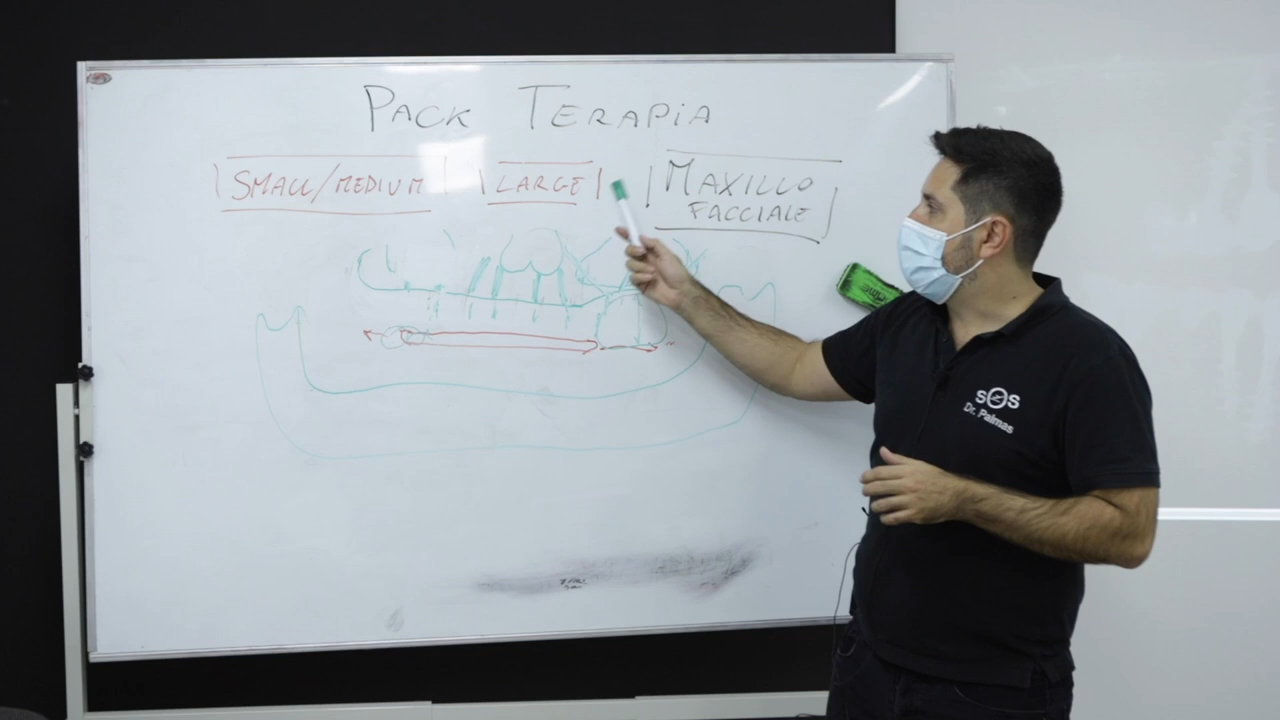 PACK TERAPIA
SMALL/MEDIUM LARGE MAXILLO
FACCIALE
SOS
Dr. Palmas